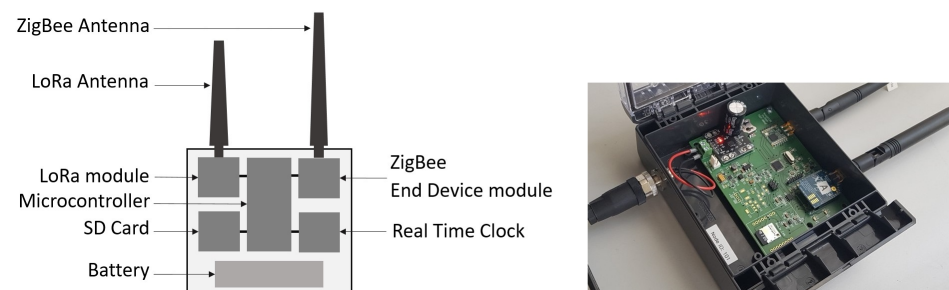 ZigBee Antenna
LoRa Antenna
LoRa module
Microcontroller
SD Card
Battery
ZigBee
End Device module
Real Time Clock